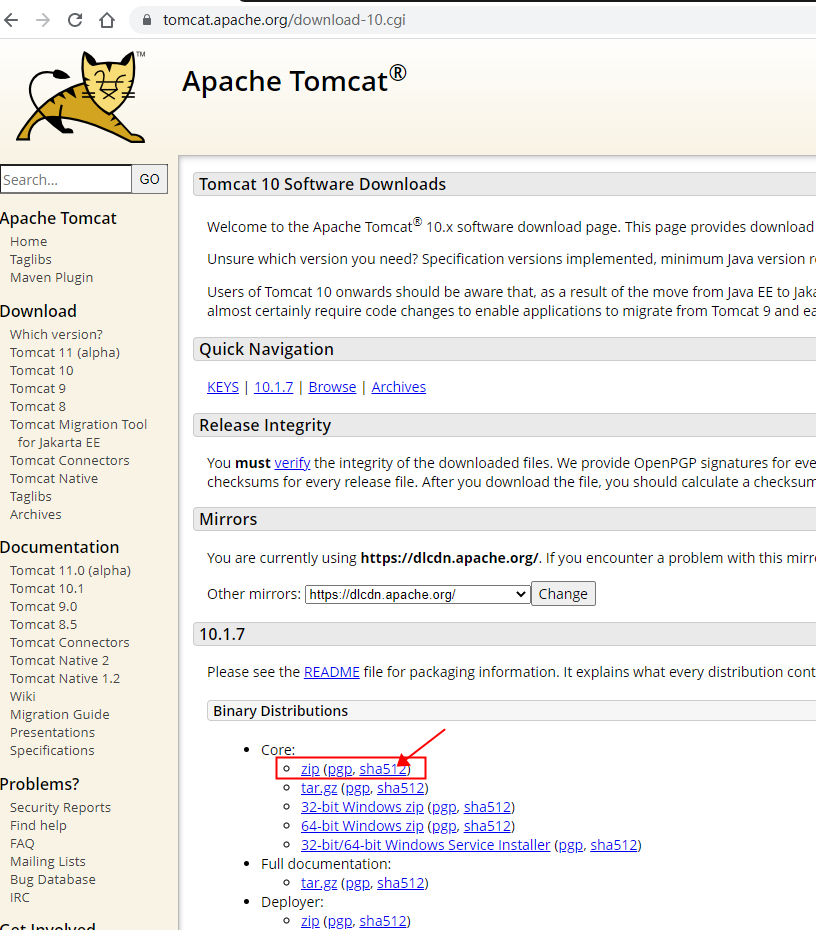 tomcat.apache.org/download-10.cgi
TM
Apache Tomcat®
Search...
GO
Apache Tomcat
Home
Taglibs
Maven Plugin
Download
Which version?
Tomcat 11 (alpha)
Tomcat 10
Tomcat 9
Tomcat 8
Tomcat Migration Tool
for Jakarta EE
Tomcat Connectors
Tomcat Native
Taglibs
Archives
Documentation
Tomcat 11.0 (alpha)
Tomcat 10.1
Tomcat 9.0
Tomcat 8.5
Tomcat Connectors
Tomcat Native 2
Tomcat Native 1.2
Wiki
Migration Guide
Presentations
Specifications
Problems?
Security Reports
Find help
FAQ
Mailing Lists
Bug Database
IRC
Get Involved
Tomcat 10 Software Downloads
Welcome to the Apache Tomcat® 10.x software download page. This page provides download
Unsure which version you need? Specification versions implemented, minimum Java version
Users of Tomcat 10 onwards should be aware that, as a result of the move from Java EE to
almost certainly require code changes to enable applications to migrate from Tomcat 9 and
Quick Navigation
KEYS | 10.1.7 | Browse | Archives
Release Integrity
You must verify the integrity of the downloaded files. We provide OpenPGP signatures for
checksums for every release file. After you download the file, you should calculate a checksum
Mirrors
You are currently using https://dlcdn.apache.org/. If you encounter a problem with this
Other mirrors: https://dlcdn.apache.org/ Change
10.1.7
Please see the README file for packaging information. It explains what every distribution
Binary Distributions
Core:
zip (pgp, sha512)
tar.gz (pgp, sha512)
32-bit Windows zip (pgp, sha512)
64-bit Windows zip (pgp, sha512)
32-bit/64-bit Windows Service Installer (pgp, sha512)
Full documentation:
tar.gz (pgp, sha512)
Deployer:
zip (pgp, sha512)